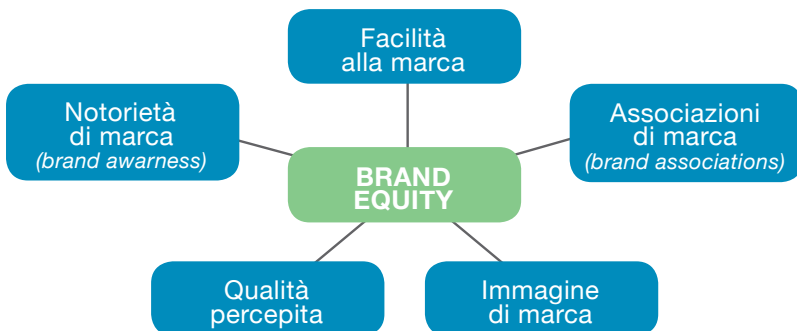 Facilità
alla marca
Notorietà
di marca
(brand awarness)
Associazioni
di marca
(brand associations)
BRAND
EQUITY
Qualità
percepita
Immagine
di marca